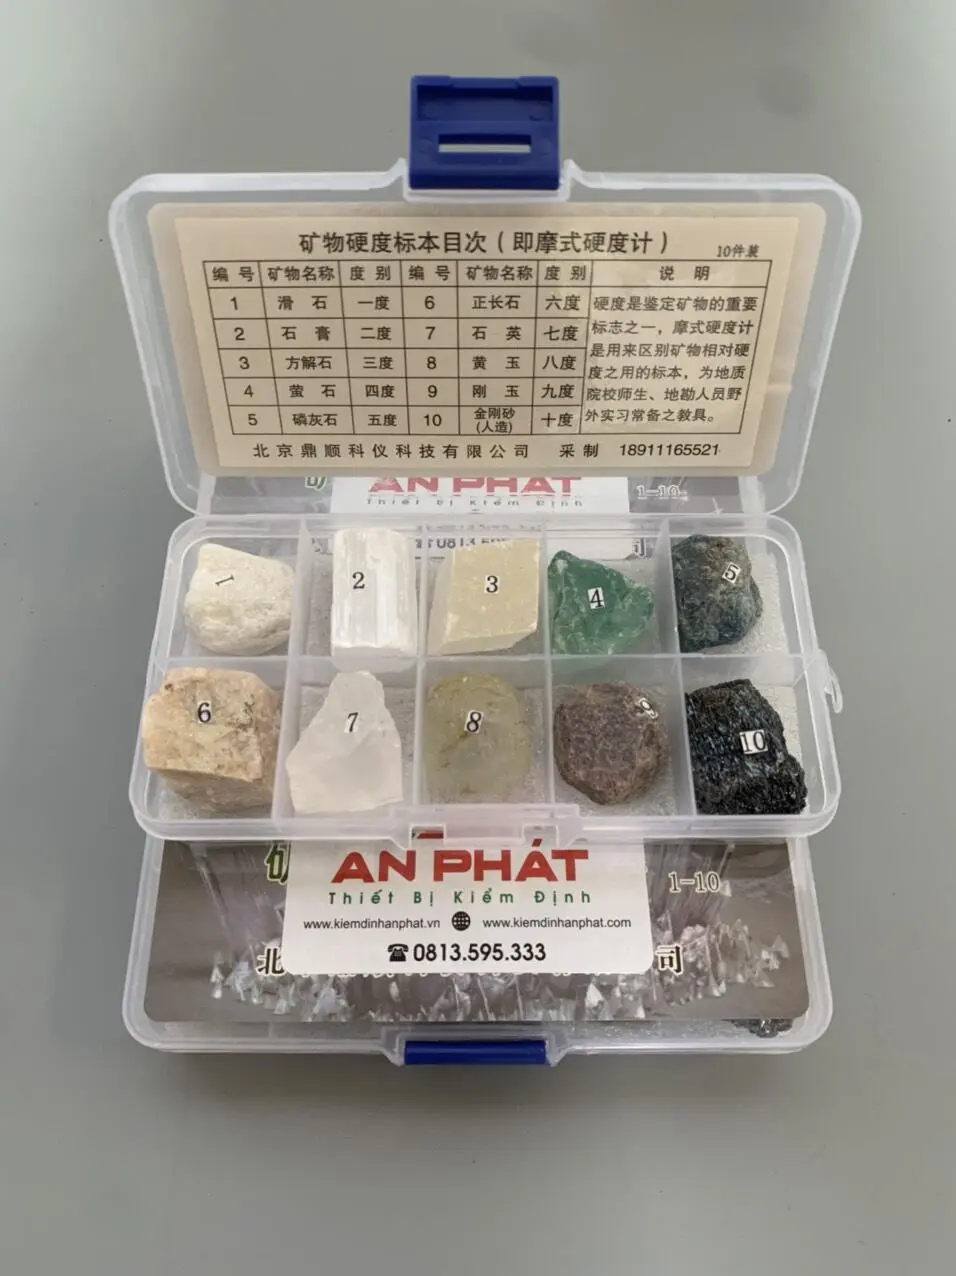 矿物硬度标本目次（即摩式硬度计）
10件装
编号 矿物名称 度别 编号 矿物名称 度别 说明
1 滑石 一度 6 正长石 六度
2 石膏 二度 7 石英 七度
3 方解石 三度 8 黄玉 八度
4 萤石 四度 9 刚玉 九度
5 磷灰石 五度 10 金刚砂(人造) 十度
硬度是鉴定矿物的重要
标志之一，摩式硬度计
是用来区别矿物相对硬
度之用的标本，为地质
院校师生、地勘人员野
外实习常备之教具。
北京鼎顺科仪科技有限公司 采制 18911165521
AN PHÁT
1-10
Thiết Bị Kiểm Định
司
1 2 3 4 5
6 7 8 9 10
矿
AN PHÁT
1-10
Thiết Bị Kiểm Định
www.kiemdinhanphat.vn www.kiemdinhanphat.com
0813.595.333
北
司